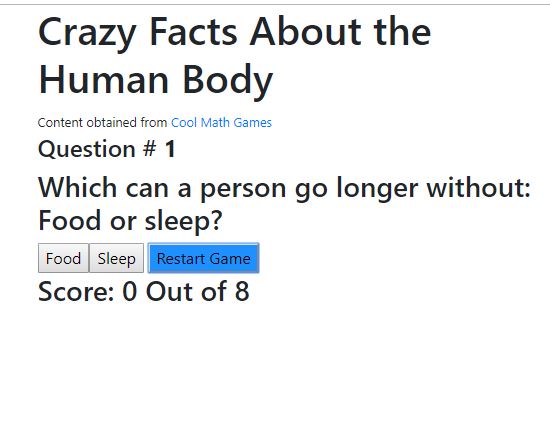 Crazy Facts About the
Human Body
Content obtained from Cool Math Games
Question # 1
Which can a person go longer without:
Food or sleep?
Food Sleep Restart Game
Score: 0 Out of 8